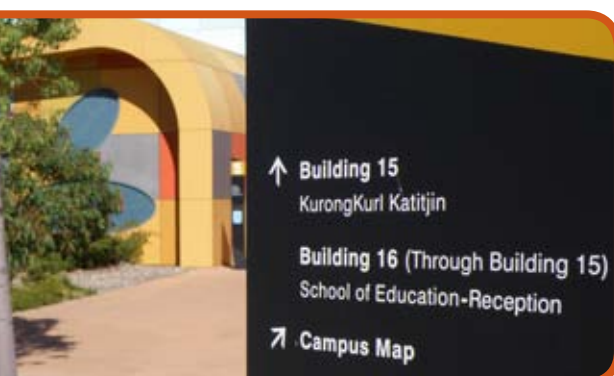 ↑ Building 15
KurongKurl Katitjin
Building 16 (Through Building 15)
School of Education-Reception
↗ Campus Map